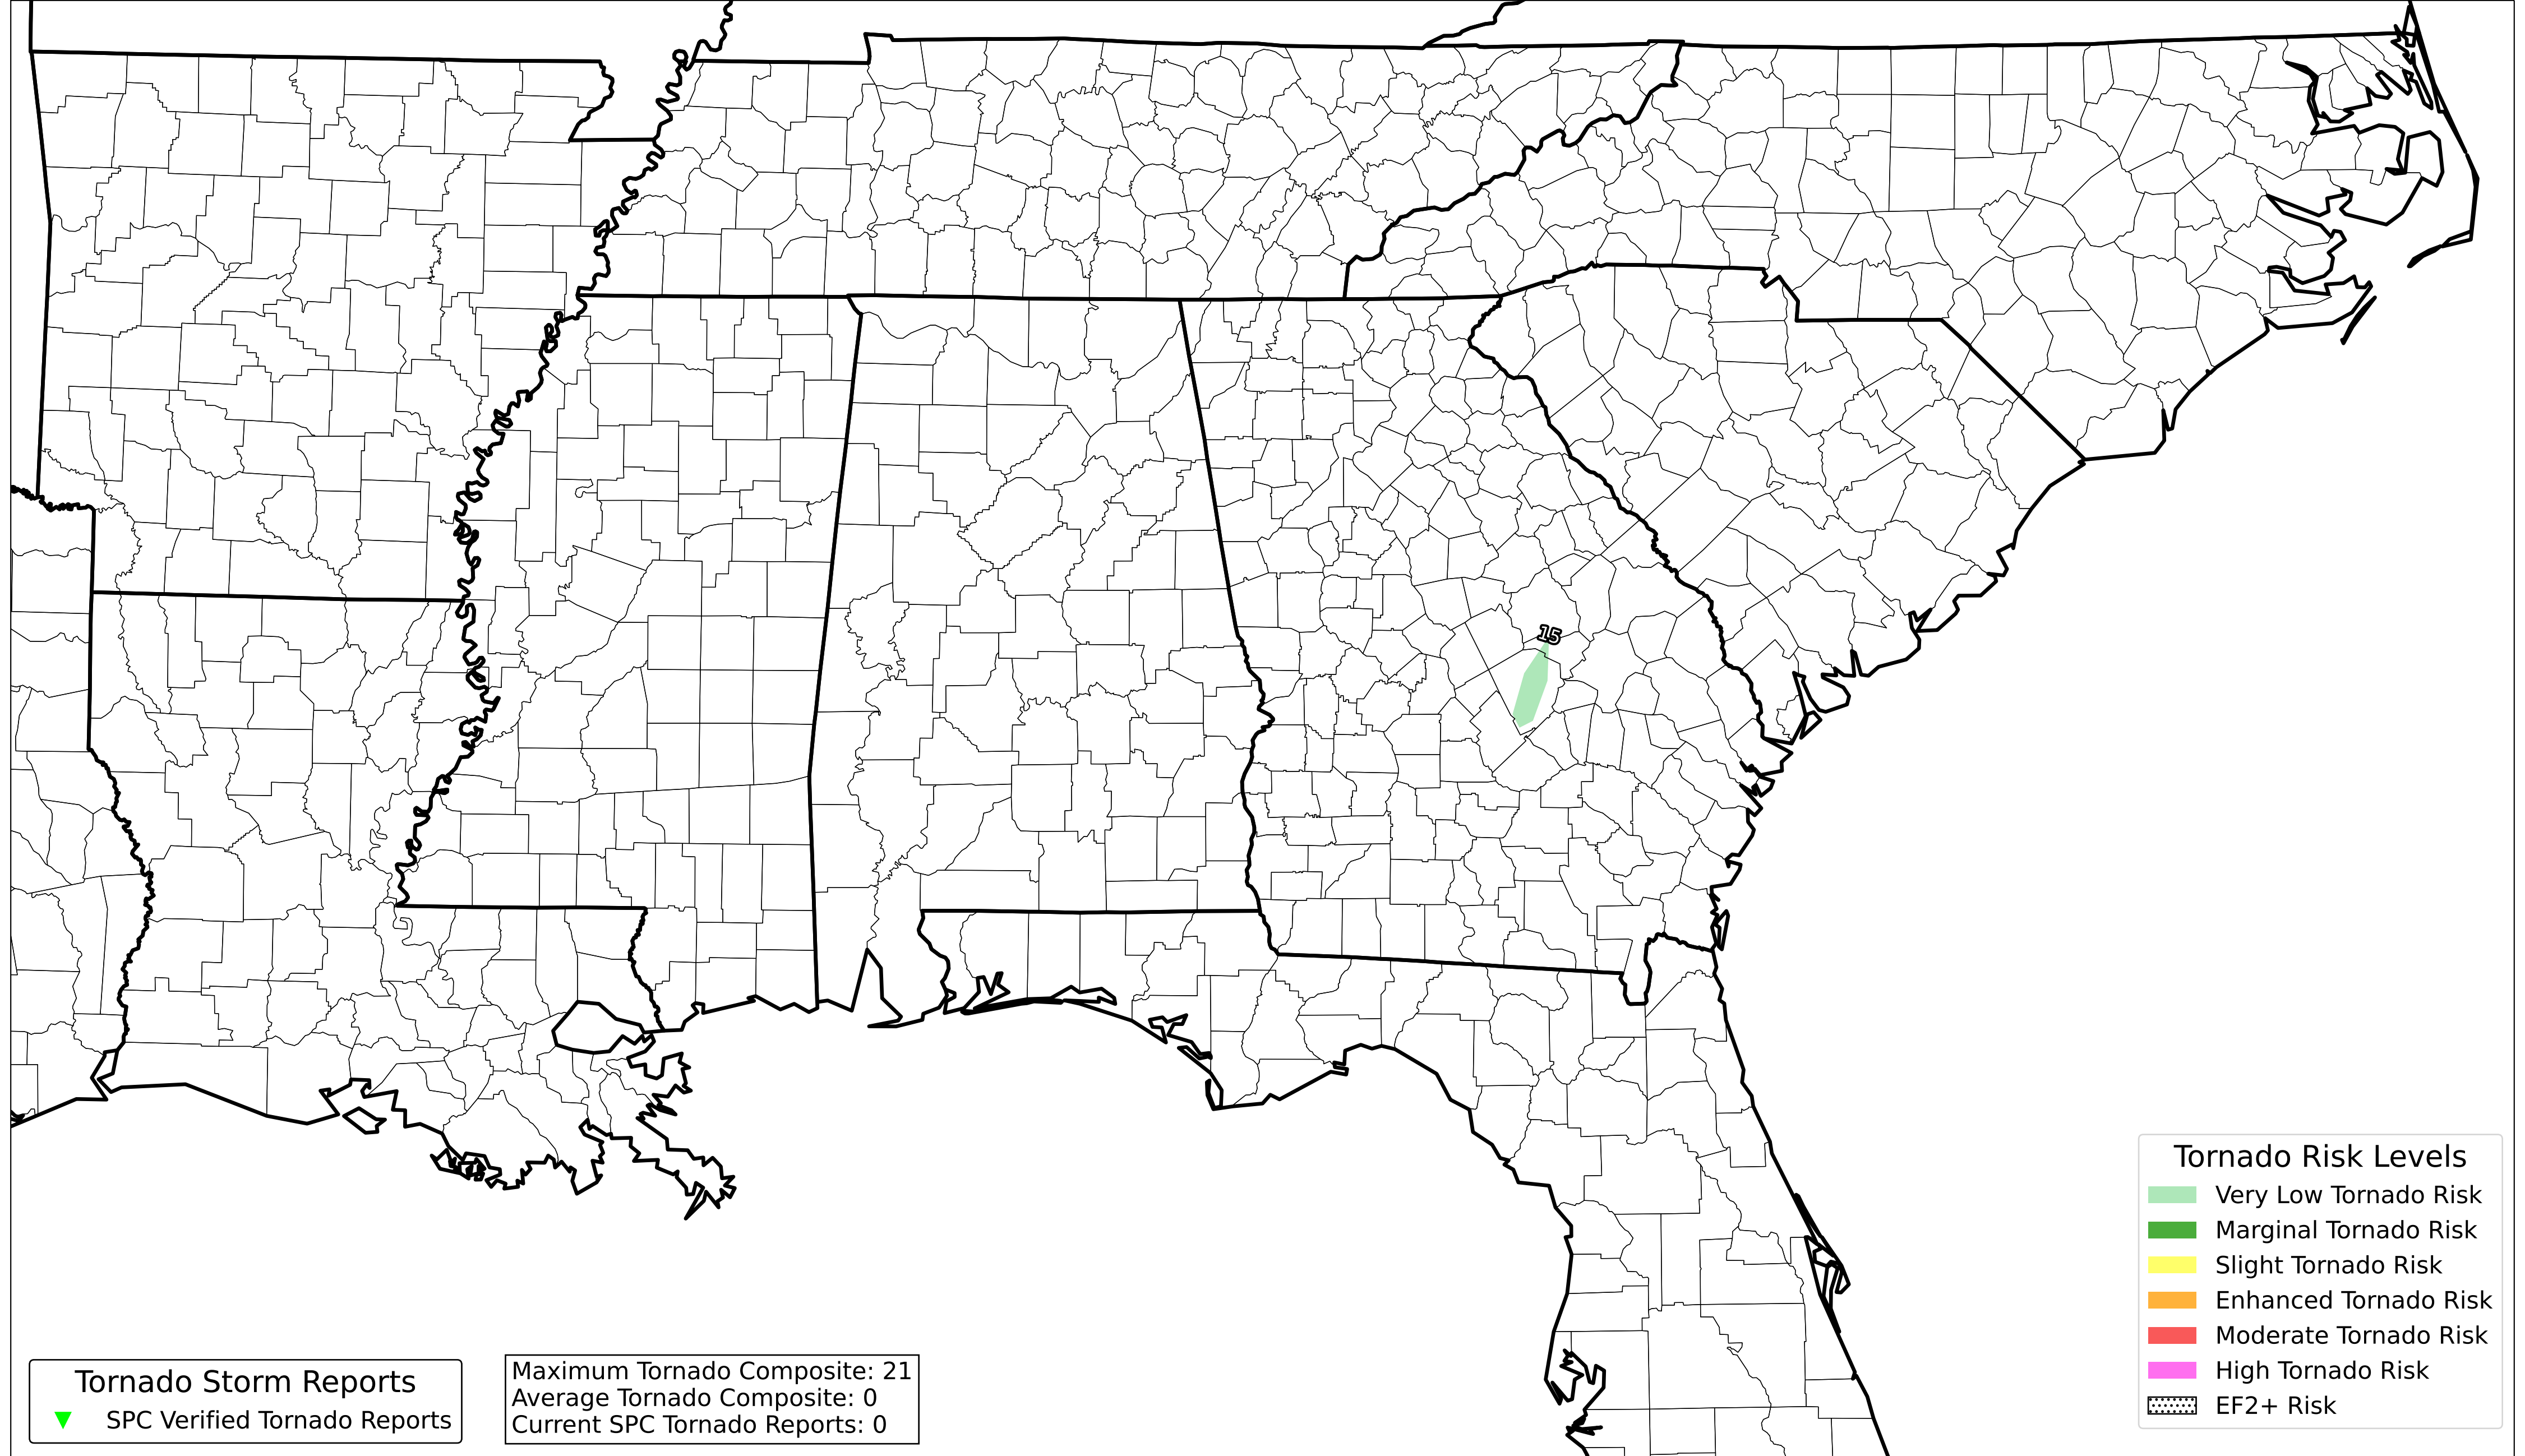 15
Tornado Risk Levels
Very Low Tornado Risk
Marginal Tornado Risk
Slight Tornado Risk
Enhanced Tornado Risk
Moderate Tornado Risk
High Tornado Risk
EF2+ Risk
Tornado Storm Reports
SPC Verified Tornado Reports
Maximum Tornado Composite: 21
Average Tornado Composite: 0
Current SPC Tornado Reports: 0